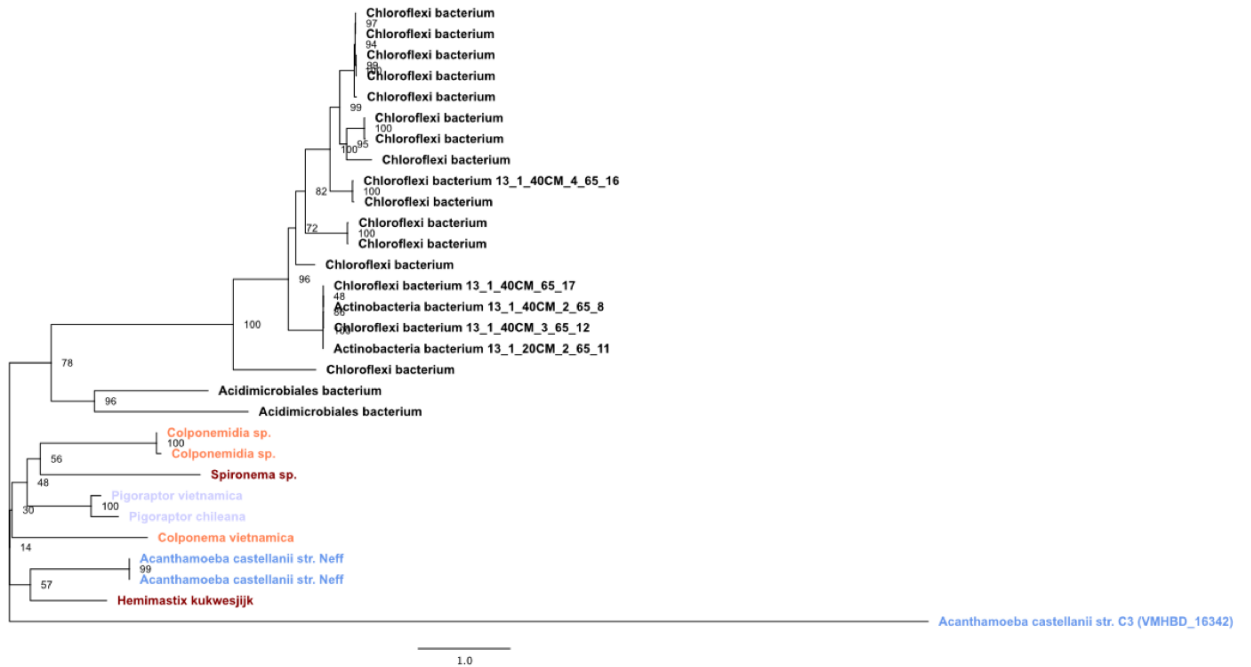 Chloroflexi bacterium
97
Chloroflexi bacterium
94
Chloroflexi bacterium
99
100
Chloroflexi bacterium
Chloroflexi bacterium
99
Chloroflexi bacterium
100
Chloroflexi bacterium
95
100
Chloroflexi bacterium
Chloroflexi bacterium 13_1_40CM_4_65_16
82
100
Chloroflexi bacterium
Chloroflexi bacterium
72
100
Chloroflexi bacterium
Chloroflexi bacterium
96
Chloroflexi bacterium 13_1_40CM_65_17
48
Actinobacteria bacterium 13_1_40CM_2_65_8
100
Chloroflexi bacterium 13_1_40CM_3_65_12
100
Actinobacteria bacterium 13_1_20CM_2_65_11
78
Chloroflexi bacterium
Acidimicrobiales bacterium
96
Acidimicrobiales bacterium
Colponemidia sp.
100
Colponemidia sp.
56
Spironema sp.
48
Pigoraptor vietnamica
100
30
Pigoraptor chileana
Colponema vietnamica
14
Acanthamoeba castellanii str. Neff
99
Acanthamoeba castellanii str. Neff
57
Hemimastix kukwesjijk
Acanthamoeba castellanii str. C3 (VMHBD_16342)
1.0